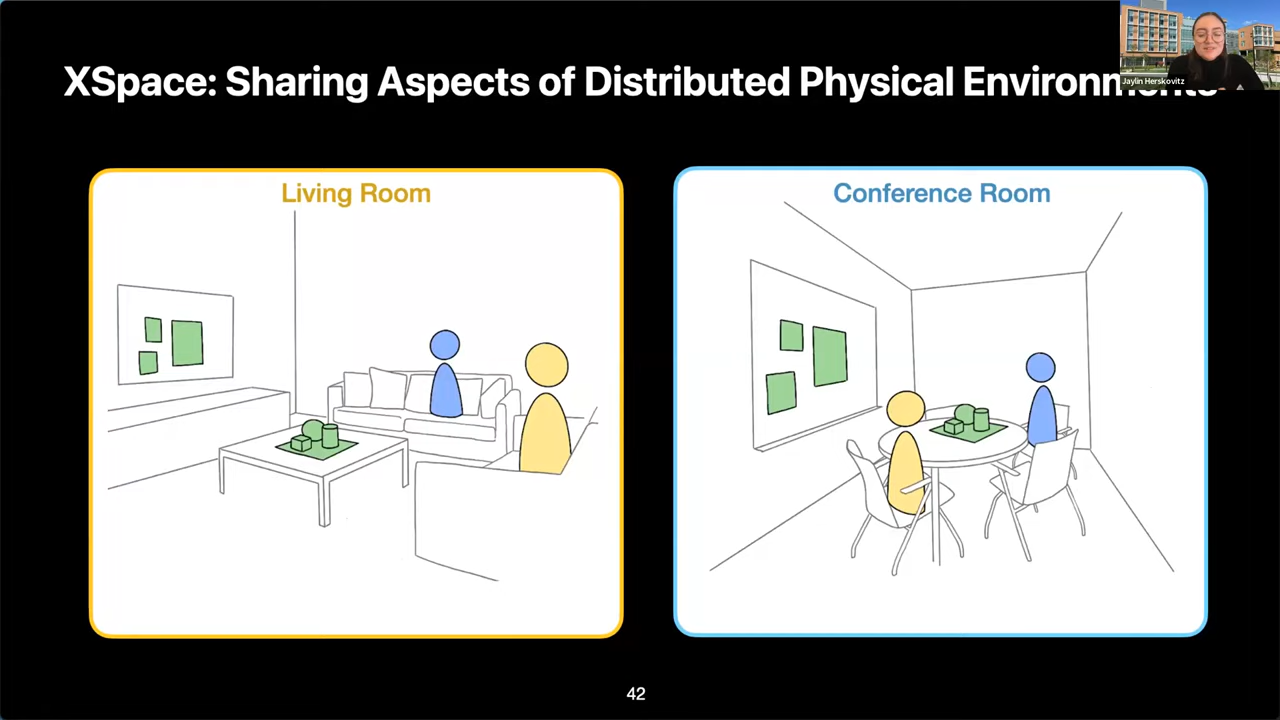 XSpace: Sharing Aspects of Distributed Physical Environments
Jaylin Herskovitz
Living Room
Conference Room
42